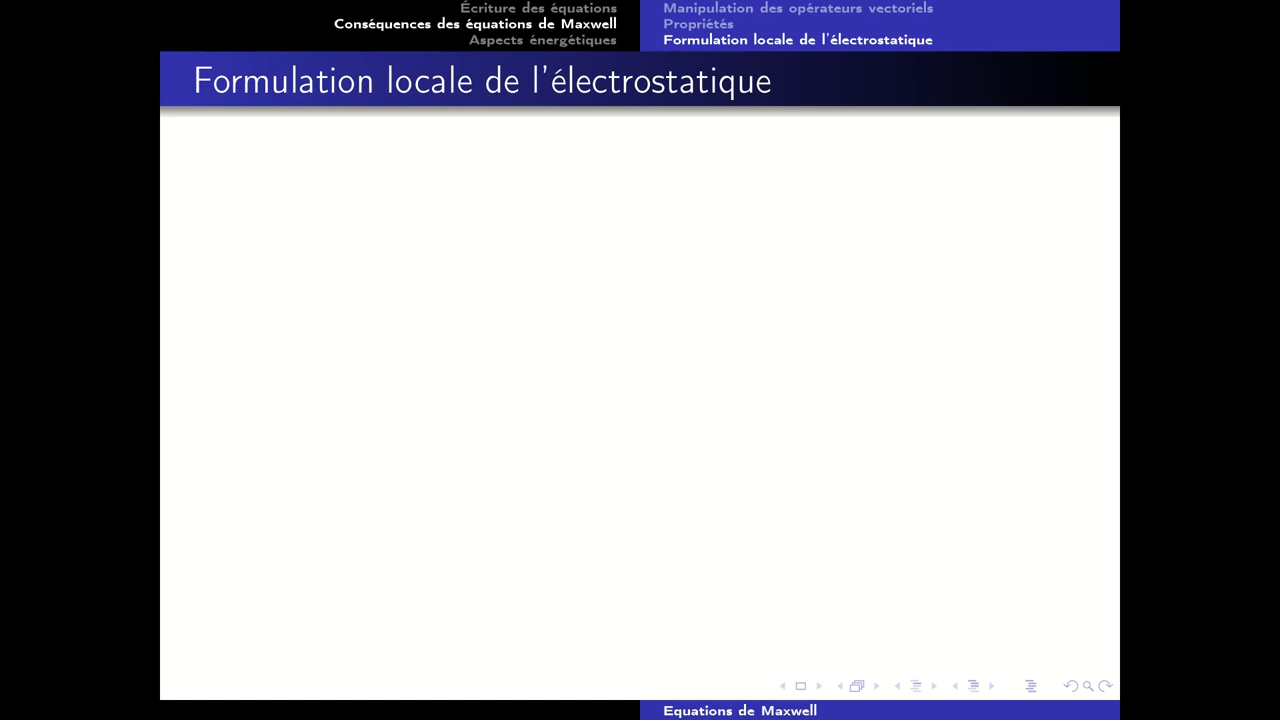 Écriture des équations
Conséquences des équations de Maxwell
Aspects énergétiques
Manipulation des opérateurs vectoriels
Propriétés
Formulation locale de l'électrostatique
Formulation locale de l'électrostatique
Equations de Maxwell